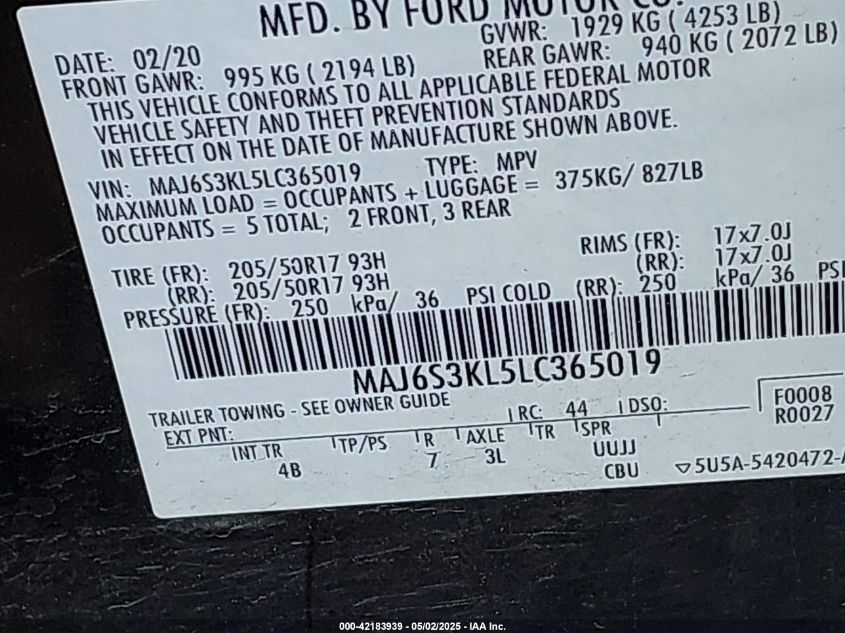 MFD. BY FORD MOTOR CO.
DATE: 02/20 GVWR: 1929 KG ( 4253 LB)
FRONT GAWR: 995 KG ( 2194 LB) REAR GAWR: 940 KG ( 2072 LB)
THIS VEHICLE CONFORMS TO ALL APPLICABLE FEDERAL MOTOR
VEHICLE SAFETY AND THEFT PREVENTION STANDARDS
IN EFFECT ON THE DATE OF MANUFACTURE SHOWN ABOVE.
VIN: MAJ6S3KL5LC365019 TYPE: MPV
MAXIMUM LOAD = OCCUPANTS + LUGGAGE = 375KG/ 827LB
OCCUPANTS = 5 TOTAL; 2 FRONT, 3 REAR
TIRE (FR): 205/50R17 93H RIMS (FR): 17x7.0J
(RR): 205/50R17 93H (RR): 17x7.0J
PRESSURE (FR): 250 kPa/ 36 PSI COLD (RR): 250 kPa/ 36 PSI
MAJ6S3KL5LC365019
TRAILER TOWING - SEE OWNER GUIDE
EXT PNT: RC: 44 DSO: F0008
R0027
INT TR TP/PS R AXLE TR SPR
4B 7 3L UUJJ
CBU 5U5A-5420472-
000-42183939 - 05/02/2025 - IAA Inc.